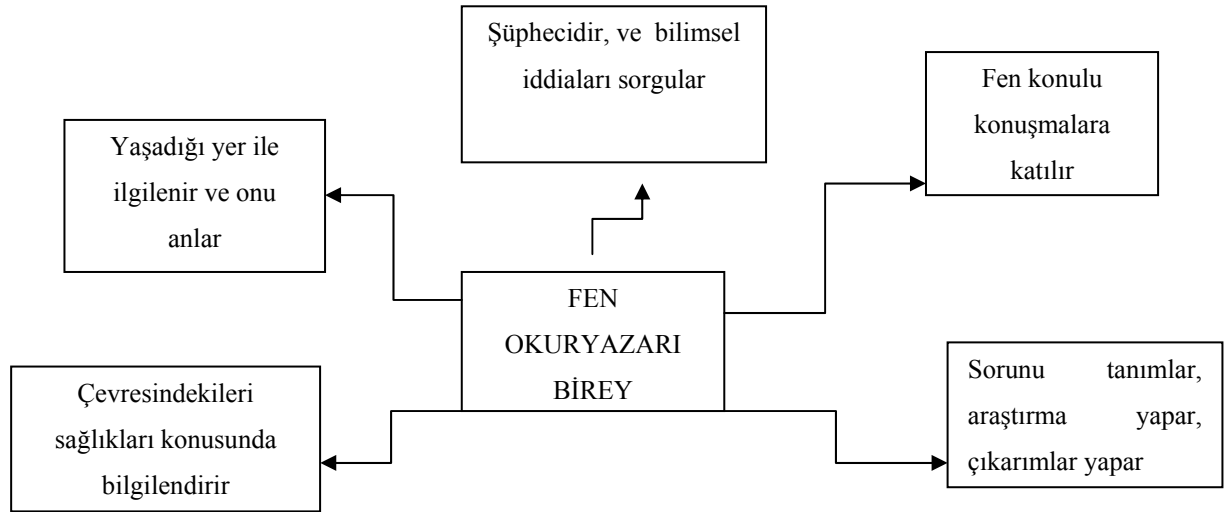 Şüphecidir, ve bilimsel
iddiaları sorgular
Fen konulu
konuşmalara
katılır
Yaşadığı yer ile
ilgilenir ve onu
anlar
FEN
OKURYAZARI
BİREY
Çevresindekileri
sağlıkları konusunda
bilgilendirir
Sorunu tanımlar,
araştırma yapar,
çıkarımlar yapar